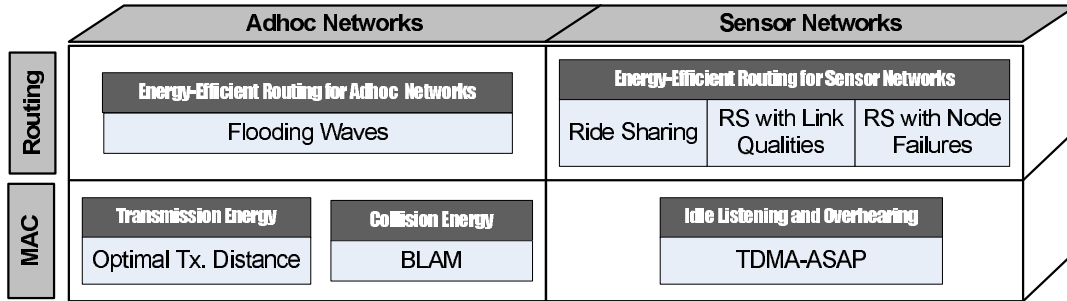 Adhoc Networks
Sensor Networks
Routing
Energy-Efficient Routing for Adhoc Networks
Flooding Waves
Energy-Efficient Routing for Sensor Networks
Ride Sharing
RS with Link
Qualities
RS with Node
Failures
MAC
Transmission Energy
Optimal Tx. Distance
Collision Energy
BLAM
Idle Listening and Overhearing
TDMA-ASAP